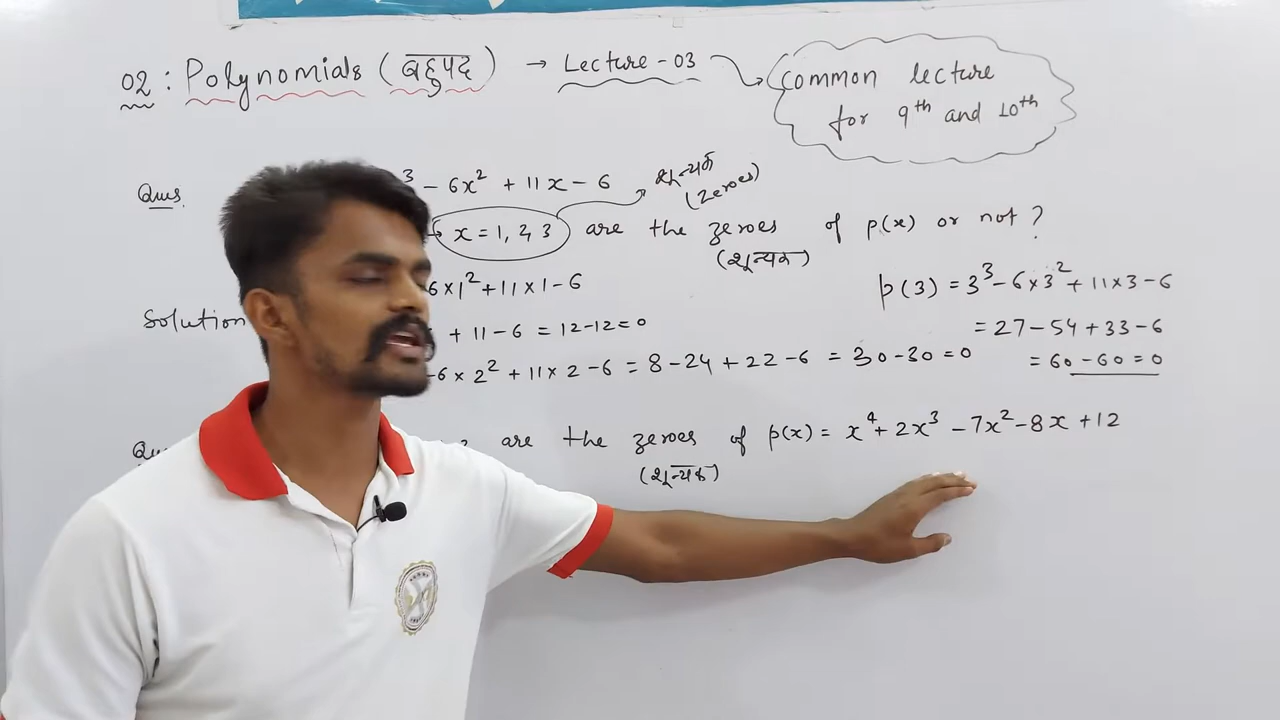 02 : Polynomials (बहुपद) → Lecture - 03
common lecture
for 9th and 10th
Ques. ³ - 6x² + 11x - 6
शून्यक
(Zeroes)
x = 1, 2, 3 are the zeroes of p(x) or not ?
(शून्यक)
Solution 6×1² + 11×1 - 6
+ 11 - 6 = 12 - 12 = 0
-6×2² + 11×2 - 6 = 8 - 24 + 22 - 6 = 30 - 30 = 0
p(3) = 3³ - 6×3² + 11×3 - 6
= 27 - 54 + 33 - 6
= 60 - 60 = 0
are the zeroes of p(x) = x⁴ + 2x³ - 7x² - 8x + 12
(शून्यक)